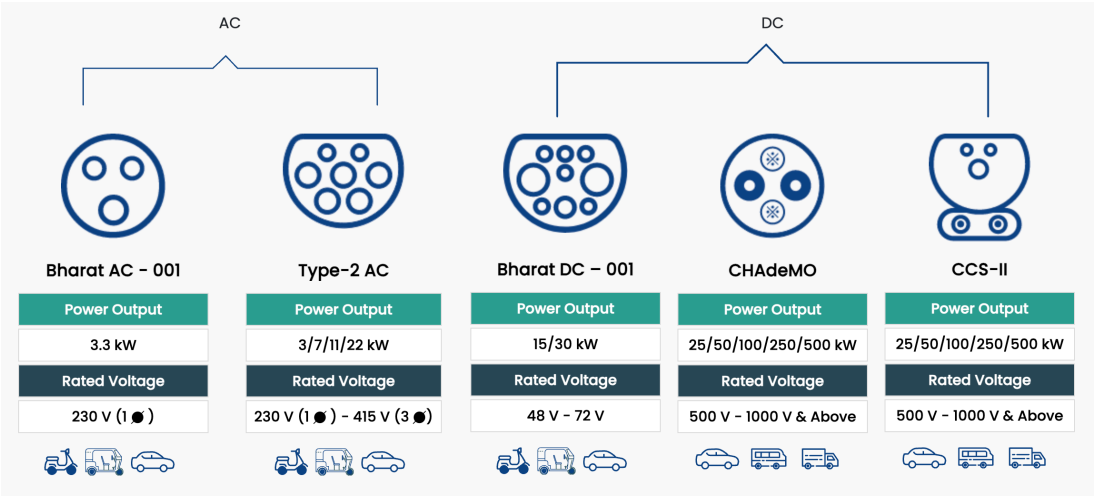 AC
DC
Bharat AC - 001
Type-2 AC
Bharat DC – 001
CHAdeMO
CCS-II
Power Output
Power Output
Power Output
Power Output
Power Output
3.3 kW
3/7/11/22 kW
15/30 kW
25/50/100/250/500 kW
25/50/100/250/500 kW
Rated Voltage
Rated Voltage
Rated Voltage
Rated Voltage
Rated Voltage
230 V (1 ø )
230 V (1 ø ) - 415 V (3 ø)
48 V - 72 V
500 V - 1000 V & Above
500 V - 1000 V & Above